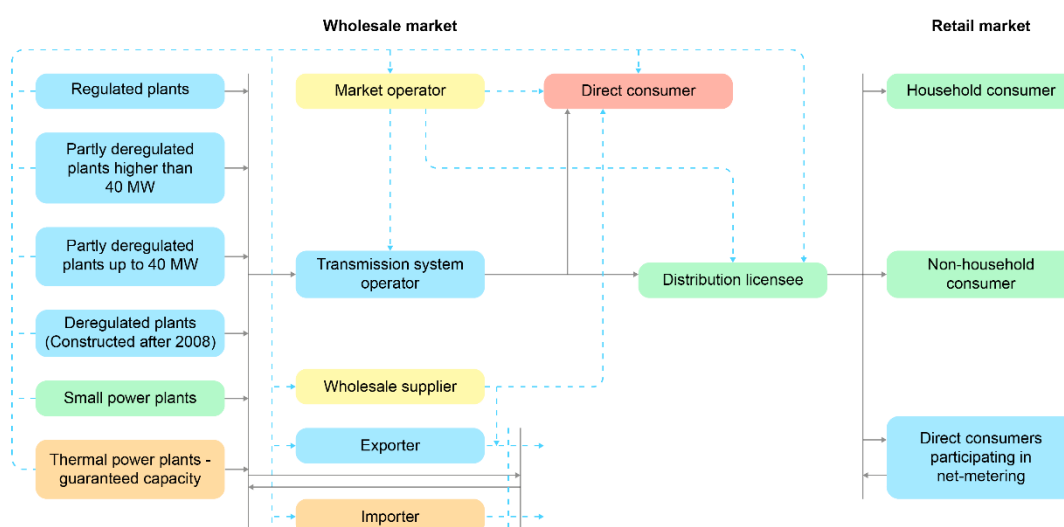 Wholesale market
Retail market
Regulated plants
Market operator
Direct consumer
Household consumer
Partly deregulated
plants higher than
40 MW
Partly deregulated
plants up to 40 MW
Transmission system
operator
Distribution licensee
Non-household
consumer
Deregulated plants
(Constructed after 2008)
Small power plants
Wholesale supplier
Thermal power plants -
guaranteed capacity
Exporter
Direct consumers
participating in
net-metering
Importer